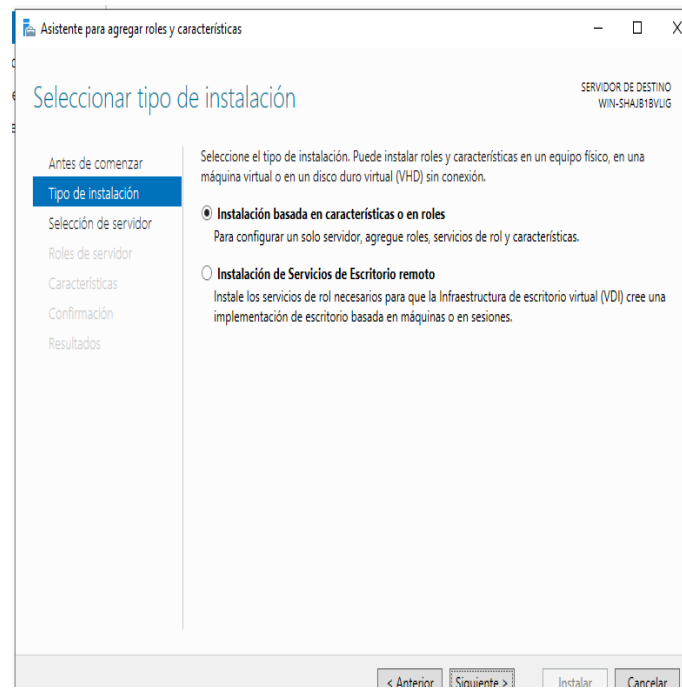 Asistente para agregar roles y características
Seleccionar tipo de instalación
SERVIDOR DE DESTINO
WIN-SHAJB1BVLIG
Antes de comenzar
Tipo de instalación
Selección de servidor
Roles de servidor
Características
Confirmación
Resultados
Seleccione el tipo de instalación. Puede instalar roles y características en un equipo físico, en una
máquina virtual o en un disco duro virtual (VHD) sin conexión.
Instalación basada en características o en roles
Para configurar un solo servidor, agregue roles, servicios de rol y características.
Instalación de Servicios de Escritorio remoto
Instale los servicios de rol necesarios para que la Infraestructura de escritorio virtual (VDI) cree una
implementación de escritorio basada en máquinas o en sesiones.
< Anterior Siguiente > Instalar Cancelar